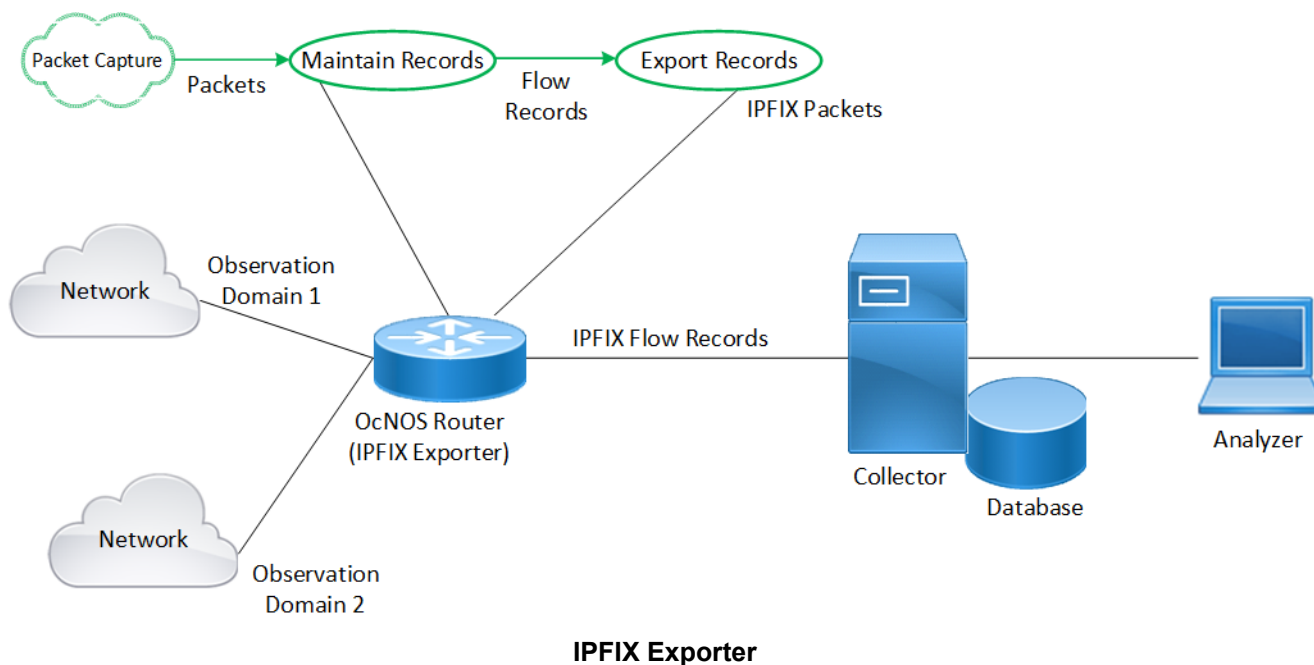 Packet Capture
Packets
Maintain Records
Flow
Records
Export Records
IPFIX Packets
Network
Observation
Domain 1
IPFIX Flow Records
OcNOS Router
(IPFIX Exporter)
Collector
Database
Analyzer
Network
Observation
Domain 2
IPFIX Exporter